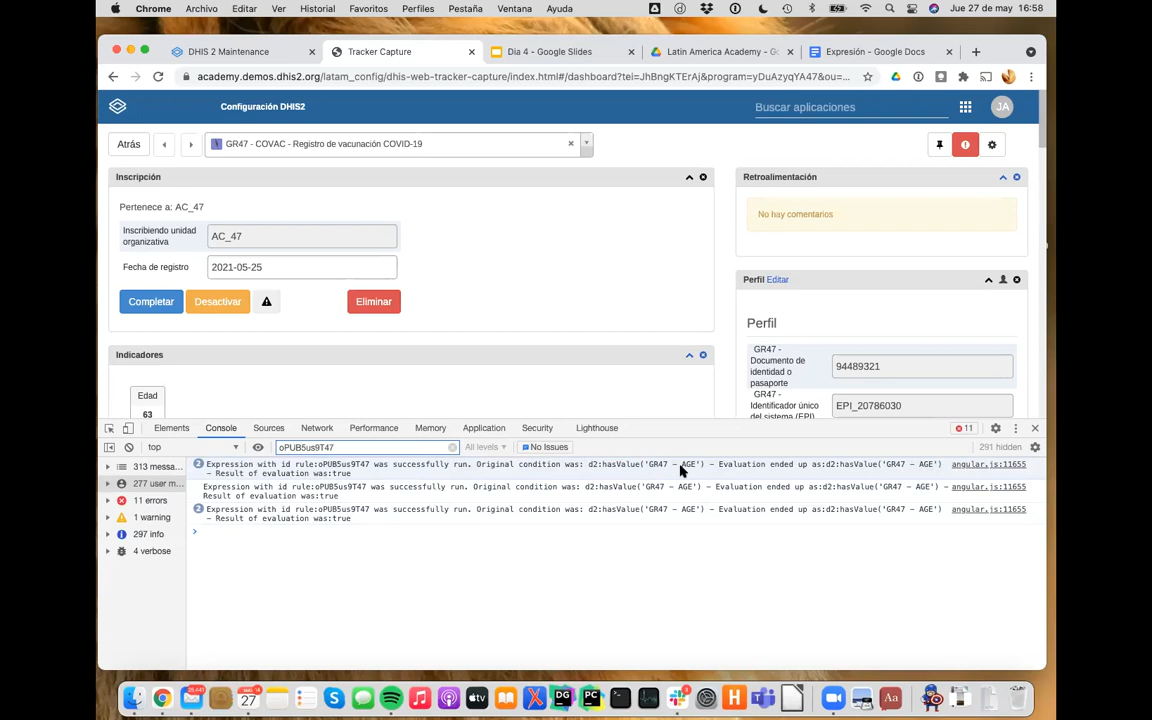 Chrome Archivo Editar Ver Historial Favoritos Perfiles Pestaña Ventana Ayuda Jue 27 de may 16:58
DHIS 2 Maintenance Tracker Capture Dia 4 - Google Slides Latin America Academy - Go Expresión - Google Docs
academy.demos.dhis2.org/latam_config/dhis-web-tracker-capture/index.html#/dashboard?tei=JhBngKTErAj&program=yDuAzyqYA47&ou=...
Configuración DHIS2 Buscar aplicaciones JA
Atrás GR47 - COVAC - Registro de vacunación COVID-19
Inscripción
Pertenece a: AC_47
Inscribiendo unidad
organizativa
AC_47
Fecha de registro 2021-05-25
Completar Desactivar Eliminar
Indicadores
Edad
63
Retroalimentación
No hay comentarios
Perfil Editar
Perfil
GR47 -
Documento de
identidad o
pasaporte
94489321
GR47 -
Identificador único
del sistema (EPI)
EPI_20786030
Elements Console Sources Network Performance Memory Application Security Lighthouse 11
top oPUB5us9T47 All levels No Issues 291 hidden
313 messa...
277 user m...
11 errors
1 warning
297 info
4 verbose
2 Expression with id rule:oPUB5us9T47 was successfully run. Original condition was: d2:hasValue('GR47 - AGE') - Evaluation ended up as:d2:hasValue('GR47 - AGE') angular.js:11655
- Result of evaluation was:true
Expression with id rule:oPUB5us9T47 was successfully run. Original condition was: d2:hasValue('GR47 - AGE') - Evaluation ended up as:d2:hasValue('GR47 - AGE') - angular.js:11655
Result of evaluation was:true
2 Expression with id rule:oPUB5us9T47 was successfully run. Original condition was: d2:hasValue('GR47 - AGE') - Evaluation ended up as:d2:hasValue('GR47 - AGE') angular.js:11655
- Result of evaluation was:true